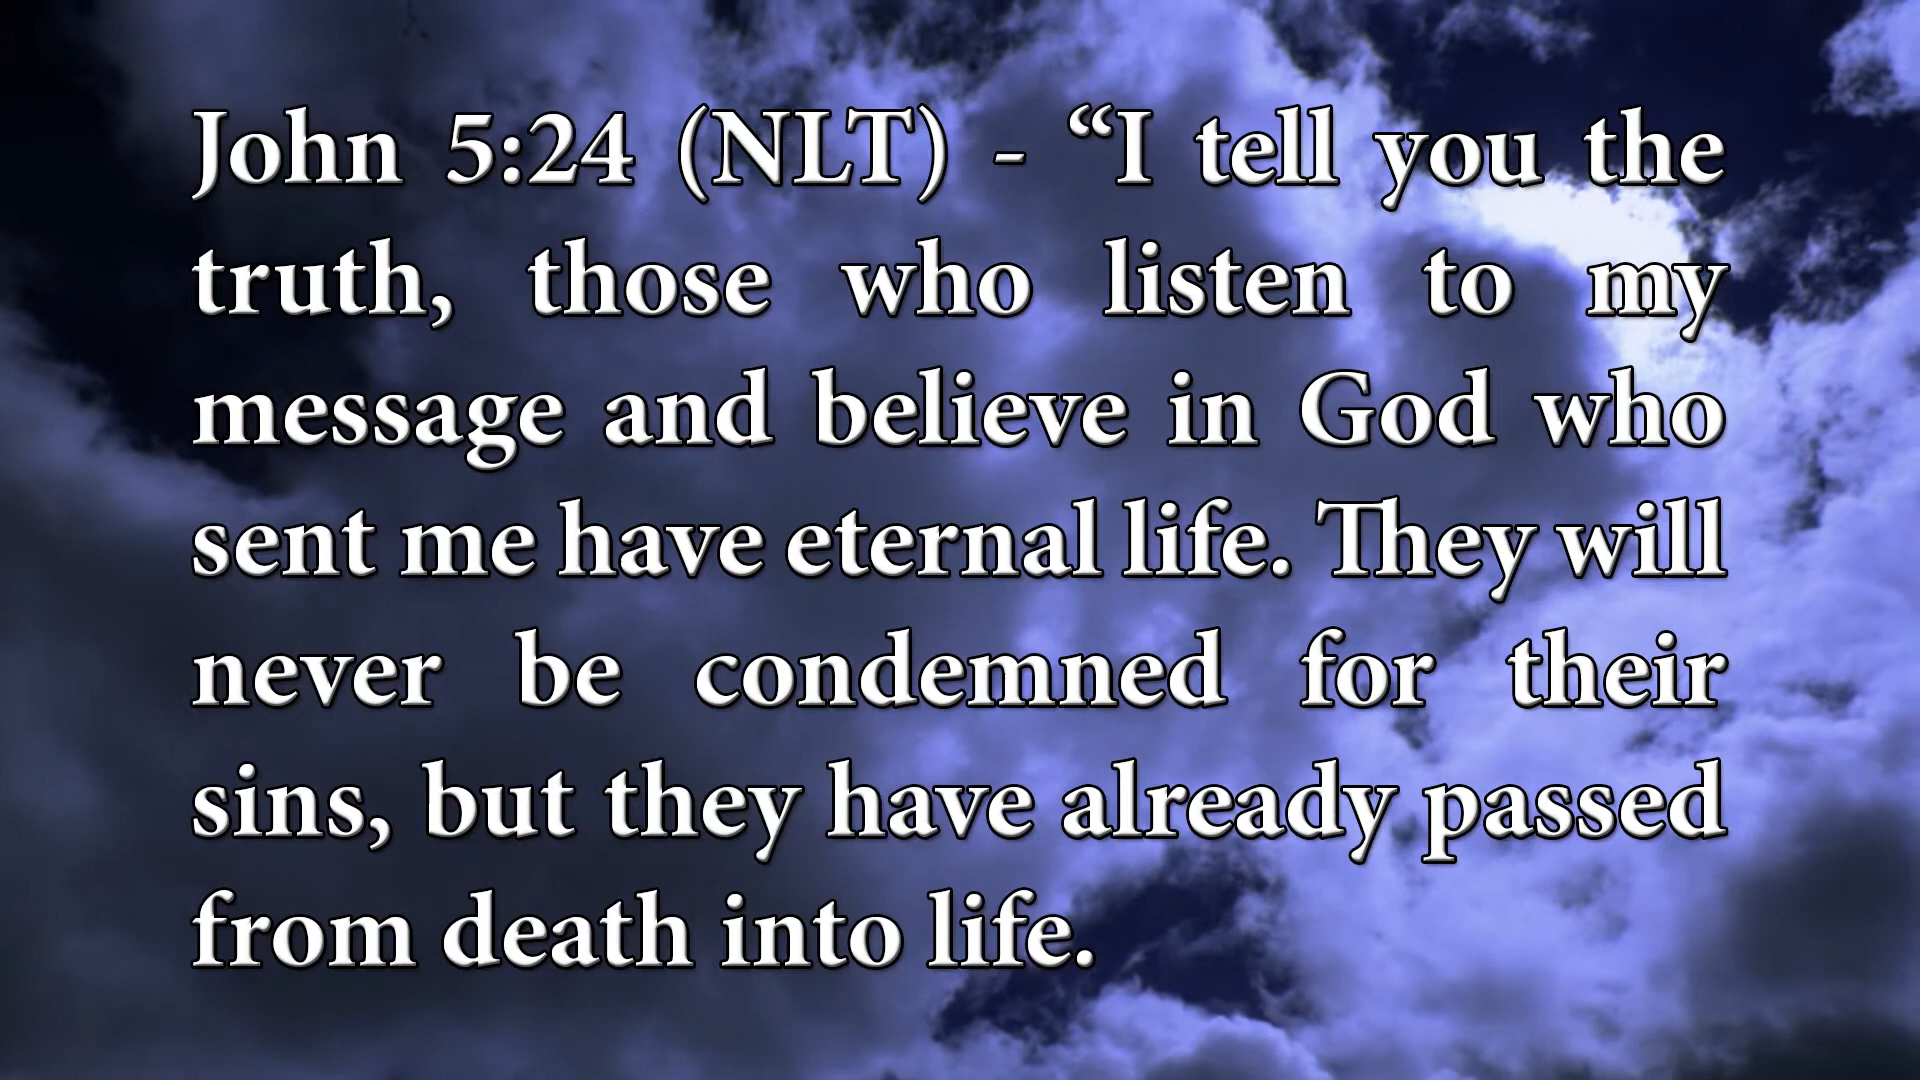 John 5:24 (NLT) - “I tell you the
truth, those who listen to my
message and believe in God who
sent me have eternal life. They will
never be condemned for their
sins, but they have already passed
from death into life.